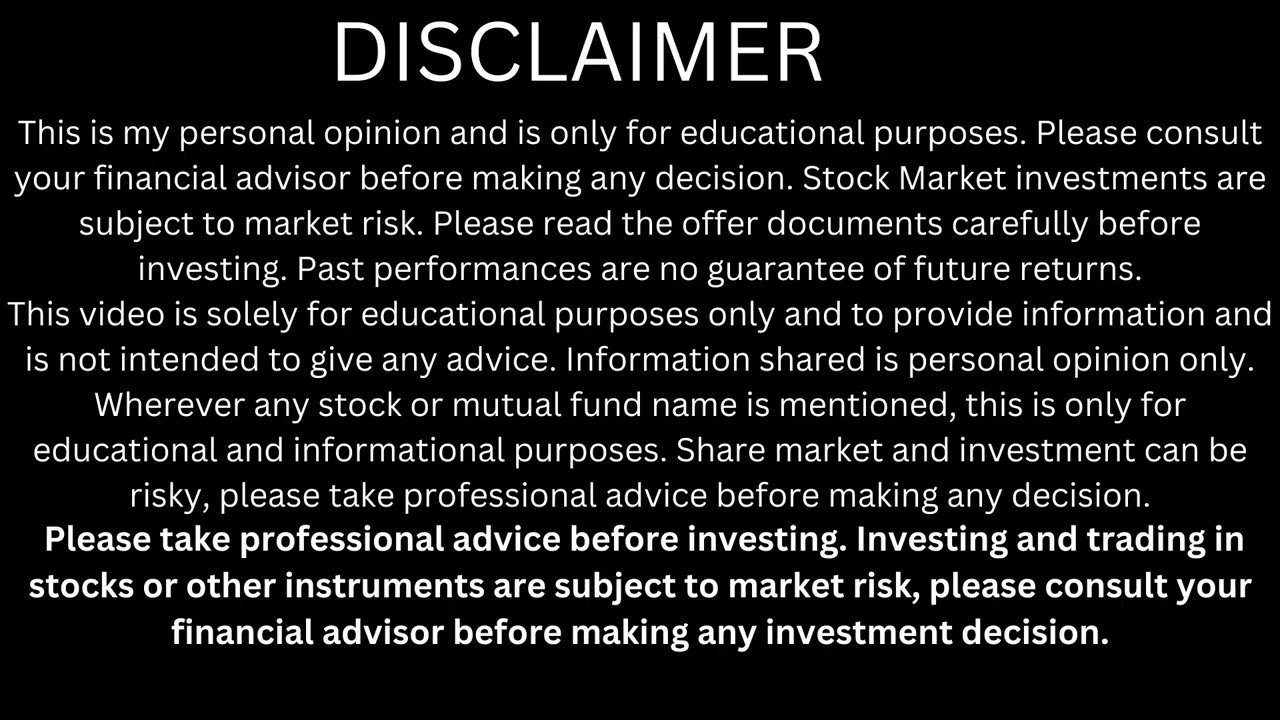 DISCLAIMER
This is my personal opinion and is only for educational purposes. Please consult
your financial advisor before making any decision. Stock Market investments are
subject to market risk. Please read the offer documents carefully before
investing. Past performances are no guarantee of future returns.
This video is solely for educational purposes only and to provide information and
is not intended to give any advice. Information shared is personal opinion only.
Wherever any stock or mutual fund name is mentioned, this is only for
educational and informational purposes. Share market and investment can be
risky, please take professional advice before making any decision.
Please take professional advice before investing. Investing and trading in
stocks or other instruments are subject to market risk, please consult your
financial advisor before making any investment decision.